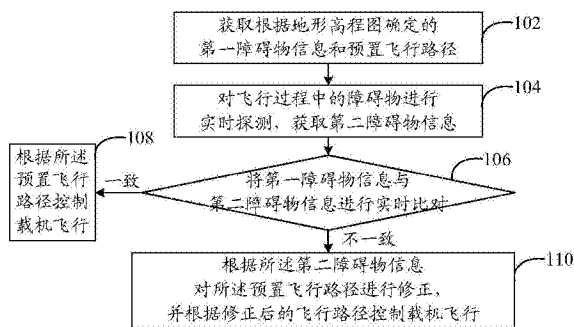 获取根据地形高程图确定的
第一障碍物信息和预置飞行路径
102
对飞行过程中的障碍物进行
实时探测，获取第二障碍物信息
104
108
根据所述
预置飞行
路径控制
载机飞行
一致
106
将第一障碍物信息与
第二障碍物信息进行实时比对
不一致
根据所述第二障碍物信息
对所述预置飞行路径进行修正，
并根据修正后的飞行路径控制载机飞行
110